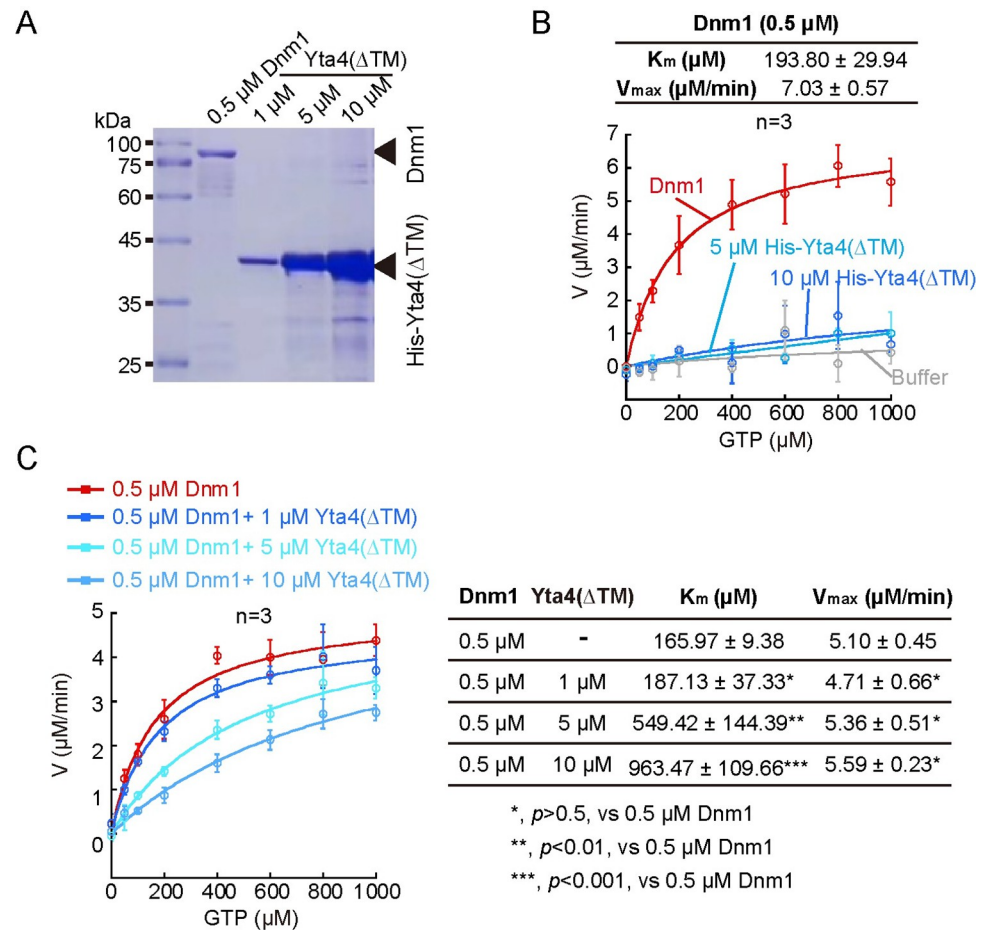 A
0.5 µM Dnm1
Yta4(ΔTM)
1 µM
5 µM
10 µM
kDa
100
75
60
45
35
25
Dnm1
His-Yta4(ΔTM)
B
Dnm1 (0.5 µM)
Km (µM) 193.80 ± 29.94
Vmax (µM/min) 7.03 ± 0.57
n=3
V (µM/min)
7
6
5
4
3
2
1
0
Dnm1
5 µM His-Yta4(ΔTM)
10 µM His-Yta4(ΔTM)
Buffer
0 200 400 600 800 1000
GTP (µM)
C
0.5 µM Dnm1
0.5 µM Dnm1+ 1 µM Yta4(ΔTM)
0.5 µM Dnm1+ 5 µM Yta4(ΔTM)
0.5 µM Dnm1+ 10 µM Yta4(ΔTM)
n=3
V (µM/min)
5
4
3
2
1
0
0 200 400 600 800 1000
GTP (µM)
Dnm1 Yta4(ΔTM) Km (µM) Vmax (µM/min)
0.5 µM - 165.97 ± 9.38 5.10 ± 0.45
0.5 µM 1 µM 187.13 ± 37.33* 4.71 ± 0.66*
0.5 µM 5 µM 549.42 ± 144.39** 5.36 ± 0.51*
0.5 µM 10 µM 963.47 ± 109.66*** 5.59 ± 0.23*
*, p>0.5, vs 0.5 µM Dnm1
**, p<0.01, vs 0.5 µM Dnm1
***, p<0.001, vs 0.5 µM Dnm1